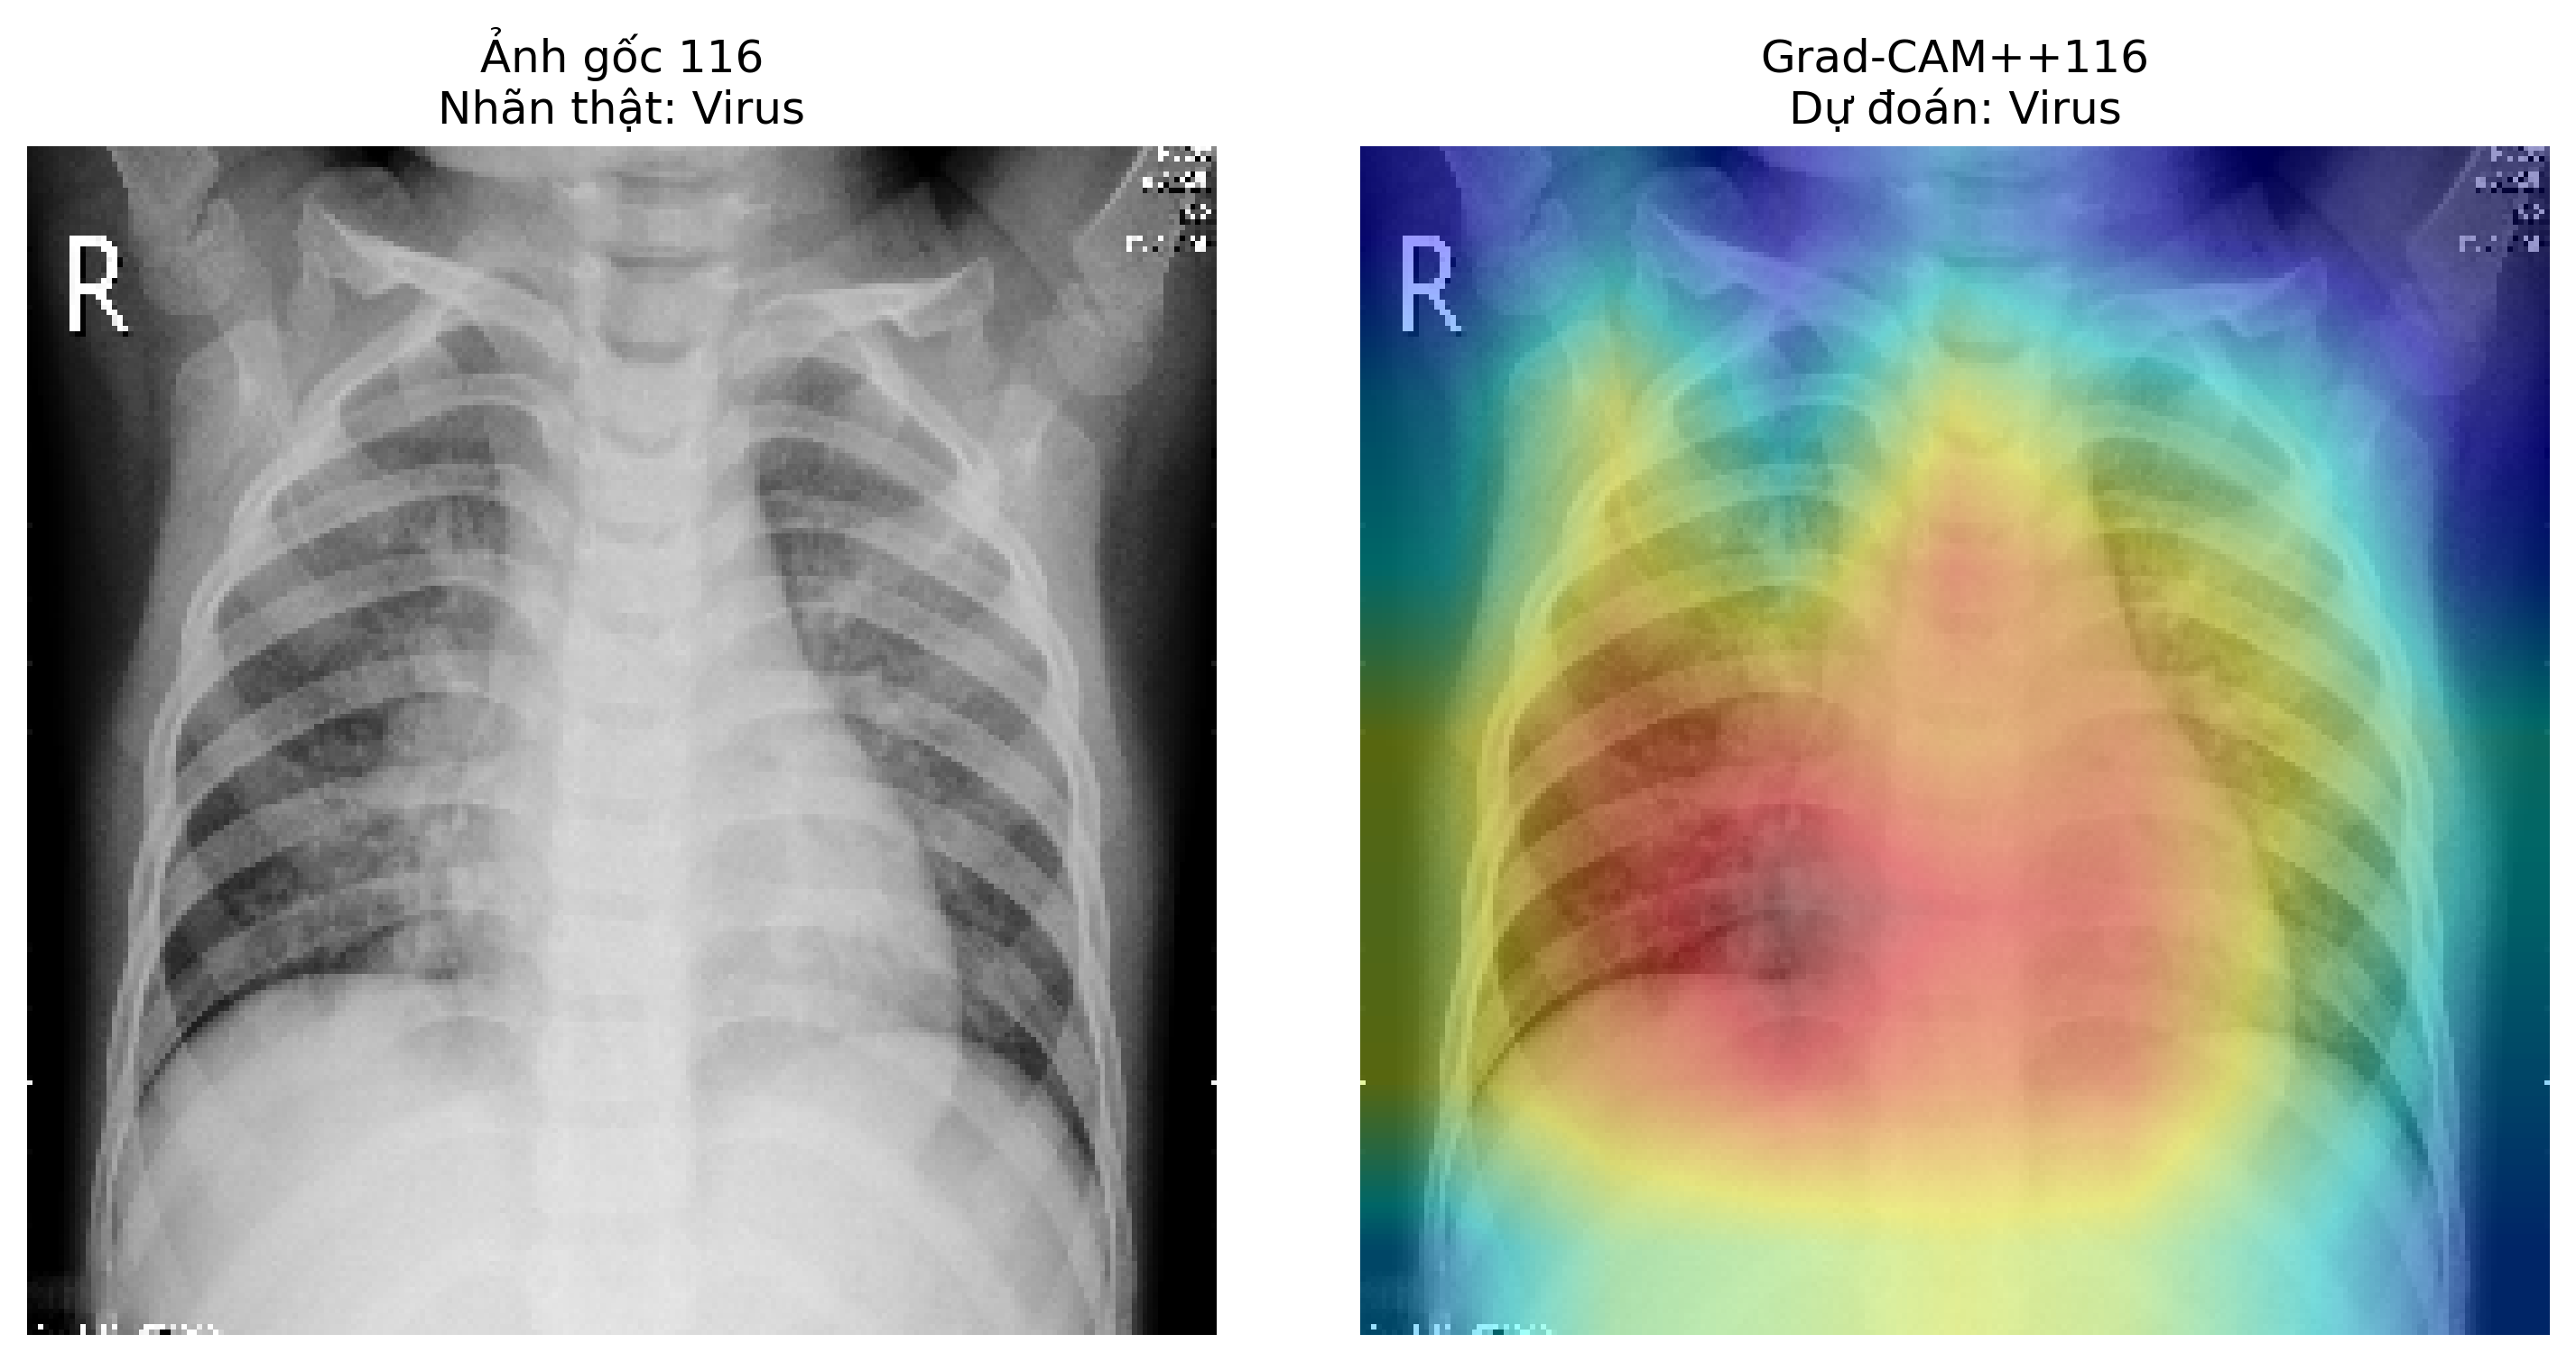 Ảnh gốc 116
Nhãn thật: Virus
Grad-CAM++116
Dự đoán: Virus
R
R